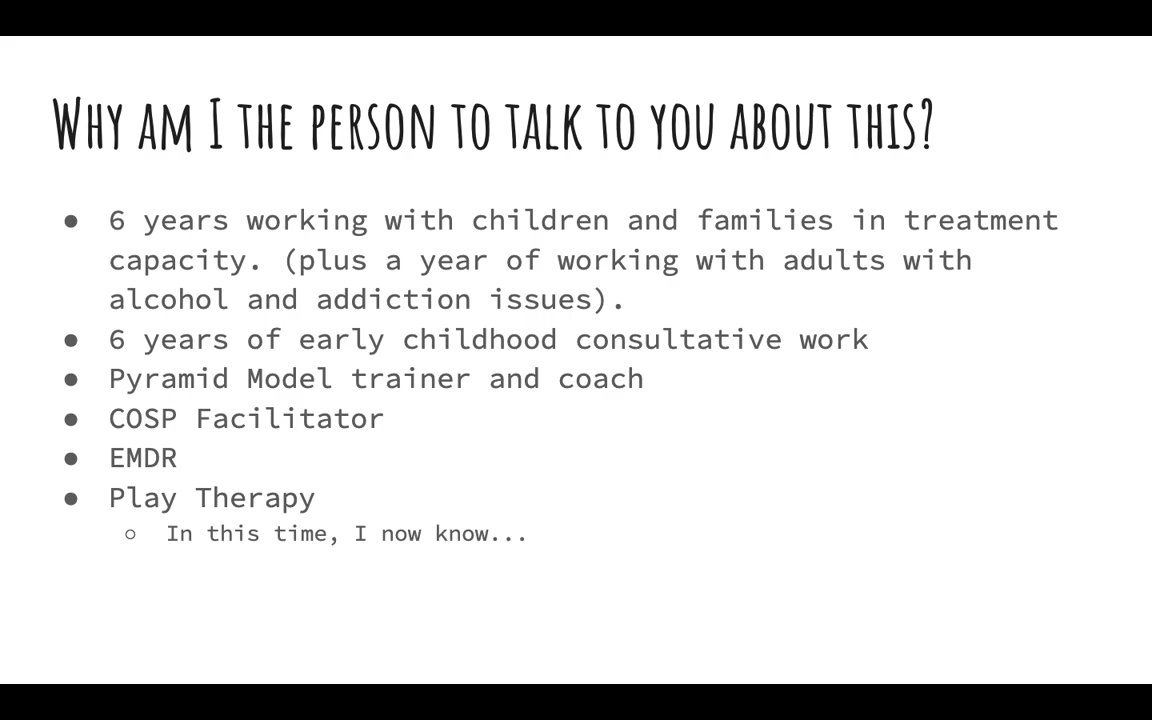 Why am I the person to talk to you about this?
● 6 years working with children and families in treatment
capacity. (plus a year of working with adults with
alcohol and addiction issues).
● 6 years of early childhood consultative work
● Pyramid Model trainer and coach
● COSP Facilitator
● EMDR
● Play Therapy
○ In this time, I now know...